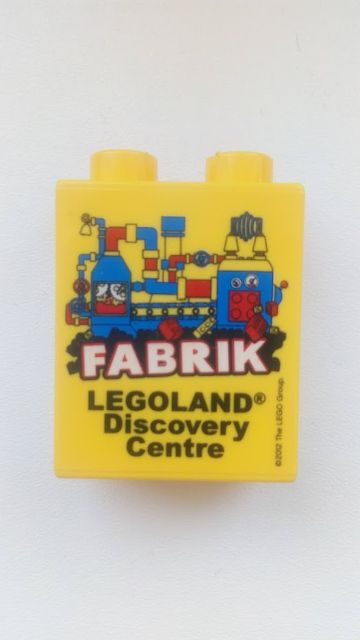 FABRIK
LEGOLAND®
Discovery
Centre
©2012 The LEGO Group.